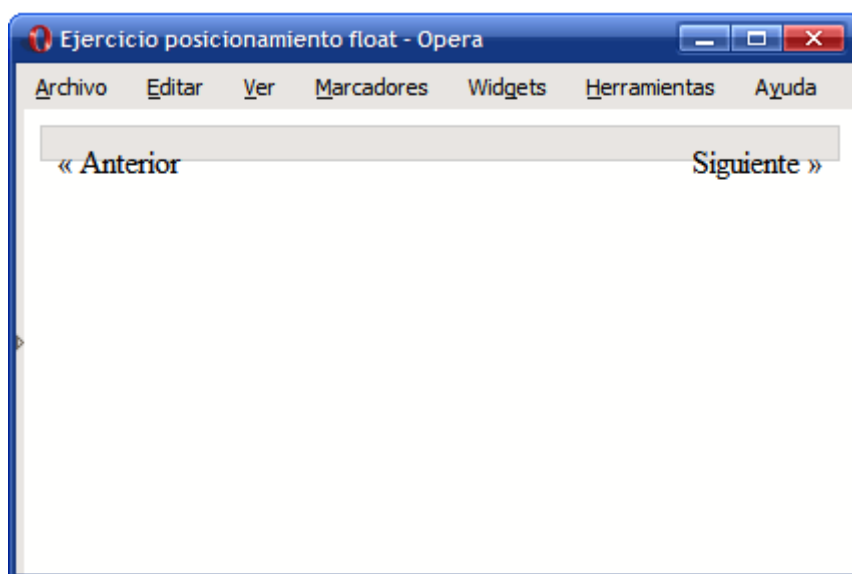 Ejercicio posicionamiento float - Opera
Archivo Editar Ver Marcadores Widgets Herramientas Ayuda
« Anterior Siguiente »